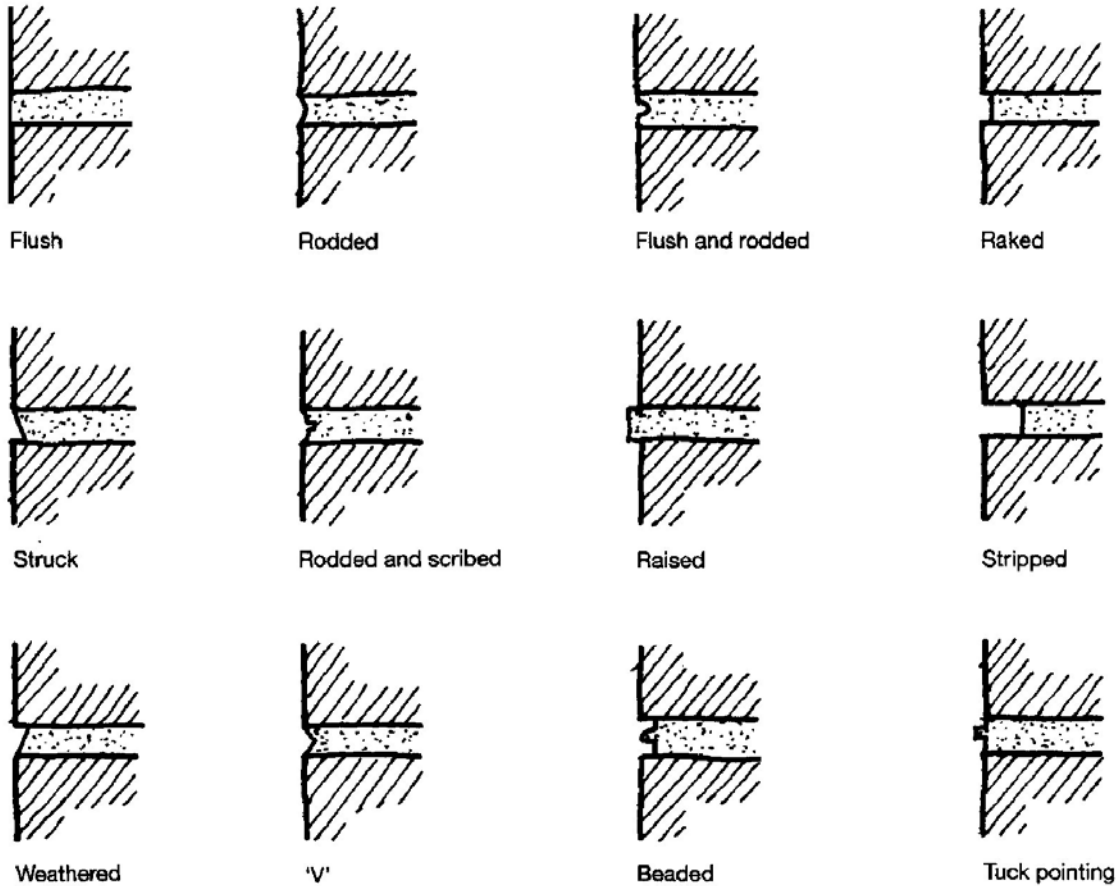 Flush
Rodded
Flush and rodded
Raked
Struck
Rodded and scribed
Raised
Stripped
Weathered
'V'
Beaded
Tuck pointing